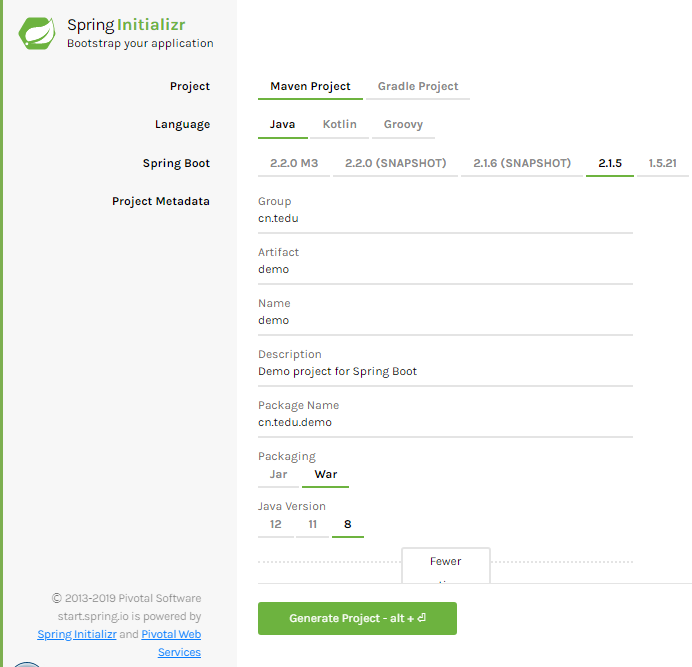 Spring Initializr
Bootstrap your application
Project
Maven Project Gradle Project
Language
Java Kotlin Groovy
Spring Boot
2.2.0 M3 2.2.0 (SNAPSHOT) 2.1.6 (SNAPSHOT) 2.1.5 1.5.21
Project Metadata
Group
cn.tedu
Artifact
demo
Name
demo
Description
Demo project for Spring Boot
Package Name
cn.tedu.demo
Packaging
Jar War
Java Version
12 11 8
Fewer
© 2013-2019 Pivotal Software
start.spring.io is powered by
Spring Initializr and Pivotal Web
Services
Generate Project - alt + ⏎